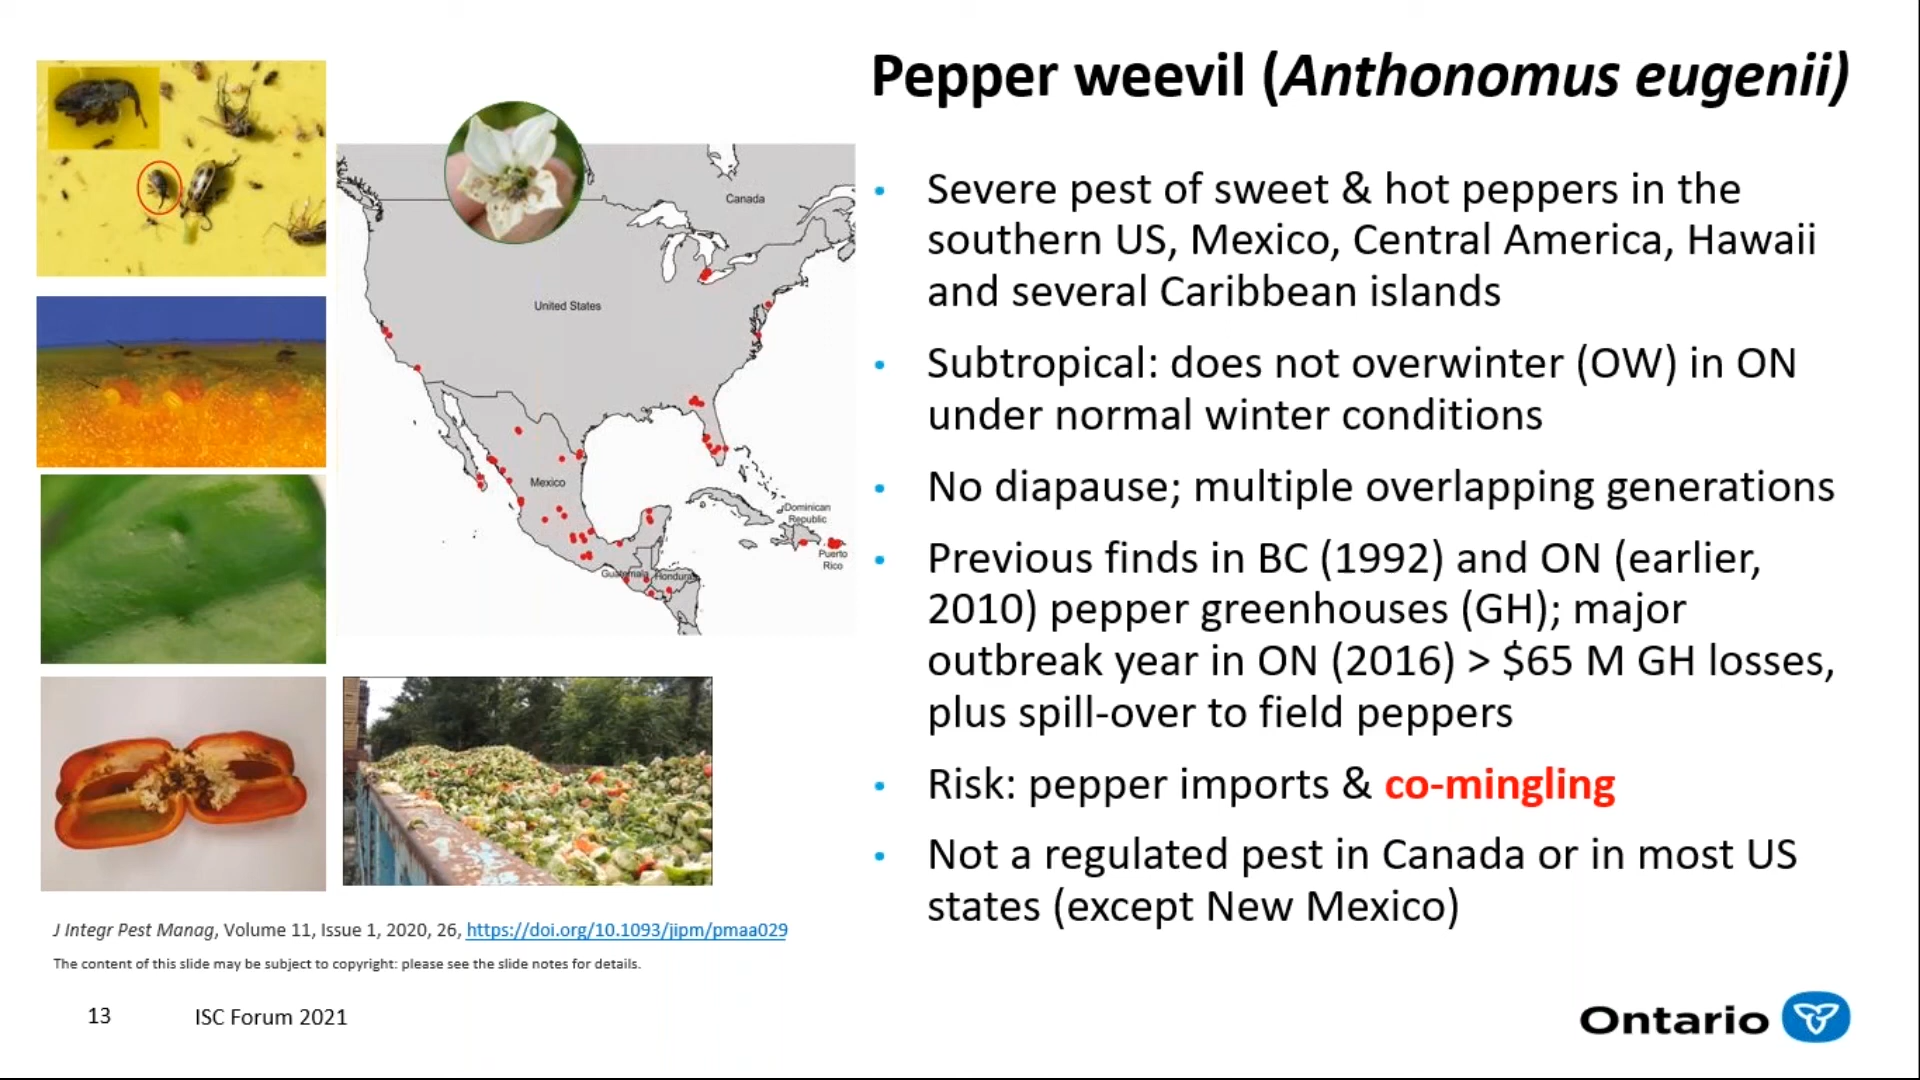 Pepper weevil (Anthonomus eugenii)
• Severe pest of sweet & hot peppers in the
southern US, Mexico, Central America, Hawaii
and several Caribbean islands
• Subtropical: does not overwinter (OW) in ON
under normal winter conditions
• No diapause; multiple overlapping generations
• Previous finds in BC (1992) and ON (earlier,
2010) pepper greenhouses (GH); major
outbreak year in ON (2016) > $65 M GH losses,
plus spill-over to field peppers
• Risk: pepper imports & co-mingling
• Not a regulated pest in Canada or in most US
states (except New Mexico)
Canada
United States
Mexico
Dominican
Republic
Puerto
Rico
Guatemala
Honduras
J Integr Pest Manag, Volume 11, Issue 1, 2020, 26, https://doi.org/10.1093/jipm/pmaa029
The content of this slide may be subject to copyright: please see the slide notes for details.
13
ISC Forum 2021
Ontario